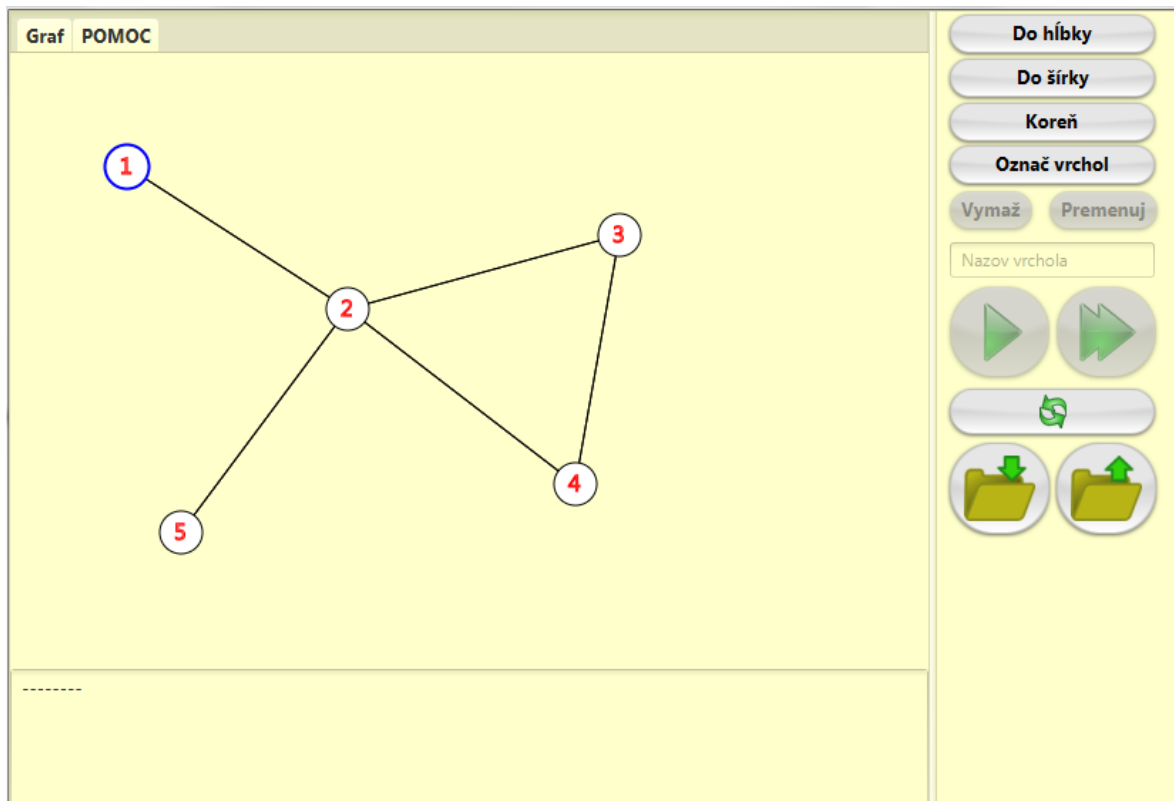 Graf POMOC
1
3
2
4
5
--------
Do hĺbky
Do šírky
Koreň
Označ vrchol
Vymaž Premenuj
Nazov vrchola